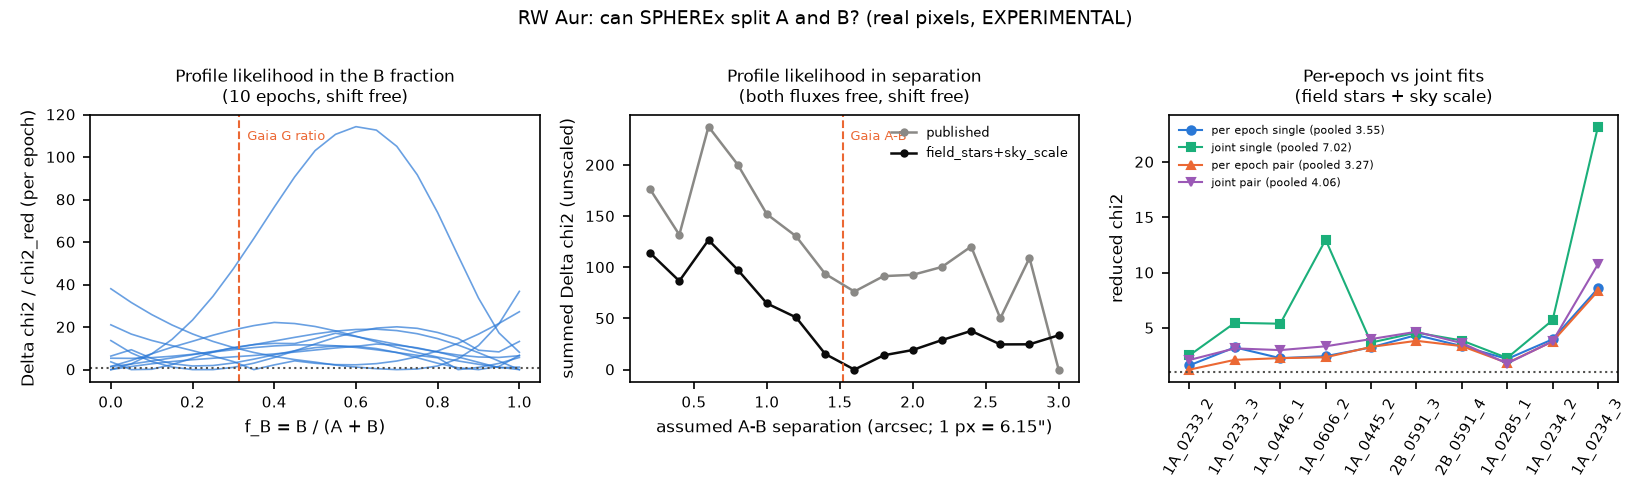 RW Aur: can SPHEREx split A and B? (real pixels, EXPERIMENTAL)
Profile likelihood in the B fraction
(10 epochs, shift free)
Delta chi2 / chi2_red (per epoch)
120
100
80
60
40
20
0
Gaia G ratio
0.0 0.2 0.4 0.6 0.8 1.0
f_B = B / (A + B)
Profile likelihood in separation
(both fluxes free, shift free)
summed Delta chi2 (unscaled)
200
150
100
50
0
Gaia A-B
published
field_stars+sky_scale
0.5 1.0 1.5 2.0 2.5 3.0
assumed A-B separation (arcsec; 1 px = 6.15")
Per-epoch vs joint fits
(field stars + sky scale)
reduced chi2
20
15
10
5
per epoch single (pooled 3.55)
joint single (pooled 7.02)
per epoch pair (pooled 3.27)
joint pair (pooled 4.06)
1A_0233_2
1A_0233_3
1A_0446_1
1A_0606_2
1A_0445_2
2B_0591_3
2B_0591_4
1A_0285_1
1A_0234_2
1A_0234_3